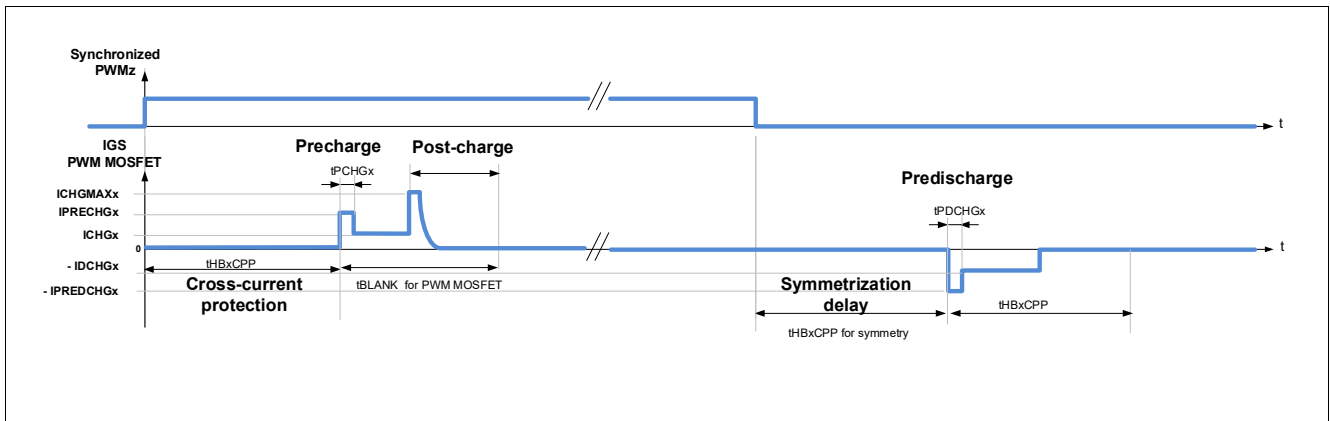 Synchronized
PWMz
t
IGS
PWM MOSFET
Precharge
Post-charge
tPCHGx
Predischarge
ICHGMAXx
IPRECHGx
tPDCHGx
ICHGx
0
t
- IDCHGx
tHBxCPP
- IPREDCHGx
Cross-current
protection
tBLANK for PWM MOSFET
Symmetrization
delay
tHBxCPP
tHBxCPP for symmetry